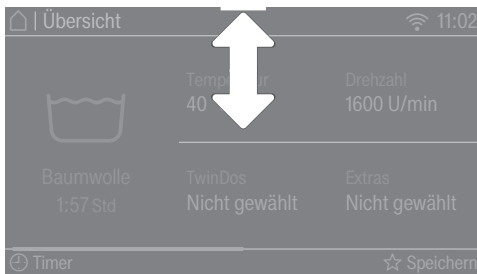 | Übersicht 11:02
Temperatur Drehzahl
40 1600 U/min
Baumwolle TwinDos Extras
1:57 Std Nicht gewählt Nicht gewählt
Timer Speichern